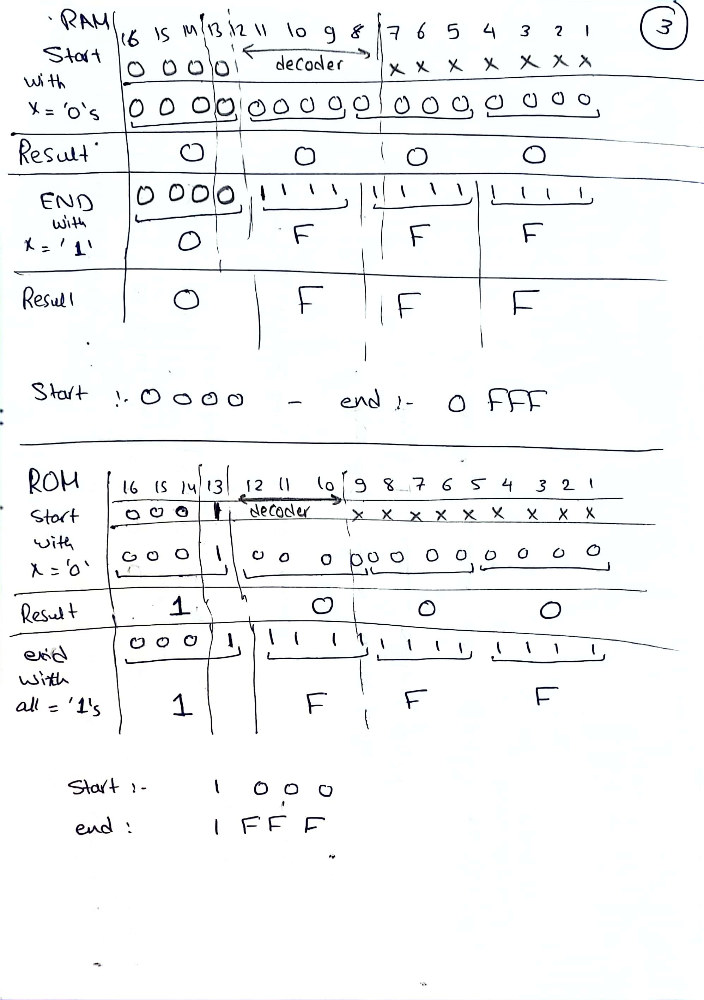 RAM 16 15 14 13 12 11 10 9 8 7 6 5 4 3 2 1 3
Start 0 0 0 0 decoder x x x x x x x
with
x = '0's 0 0 0 0 0 0 0 0 0 0 0 0 0 0 0 0
Result 0 0 0 0
END 0 0 0 0 1 1 1 1 1 1 1 1 1 1 1 1
with
x = '1' 0 F F F
Result 0 F F F
Start :- 0 0 0 0 - end :- 0 FFF
ROM 16 15 14 13 12 11 10 9 8 7 6 5 4 3 2 1
Start 0 0 0 1 decoder x x x x x x x x x
with
x = '0' 0 0 0 1 0 0 0 0 0 0 0 0 0 0 0 0
Result 1 0 0 0
end 0 0 0 1 1 1 1 1 1 1 1 1 1 1 1 1
with
all = '1's 1 F F F
Start :- 1 0 0 0
end : 1 F F F